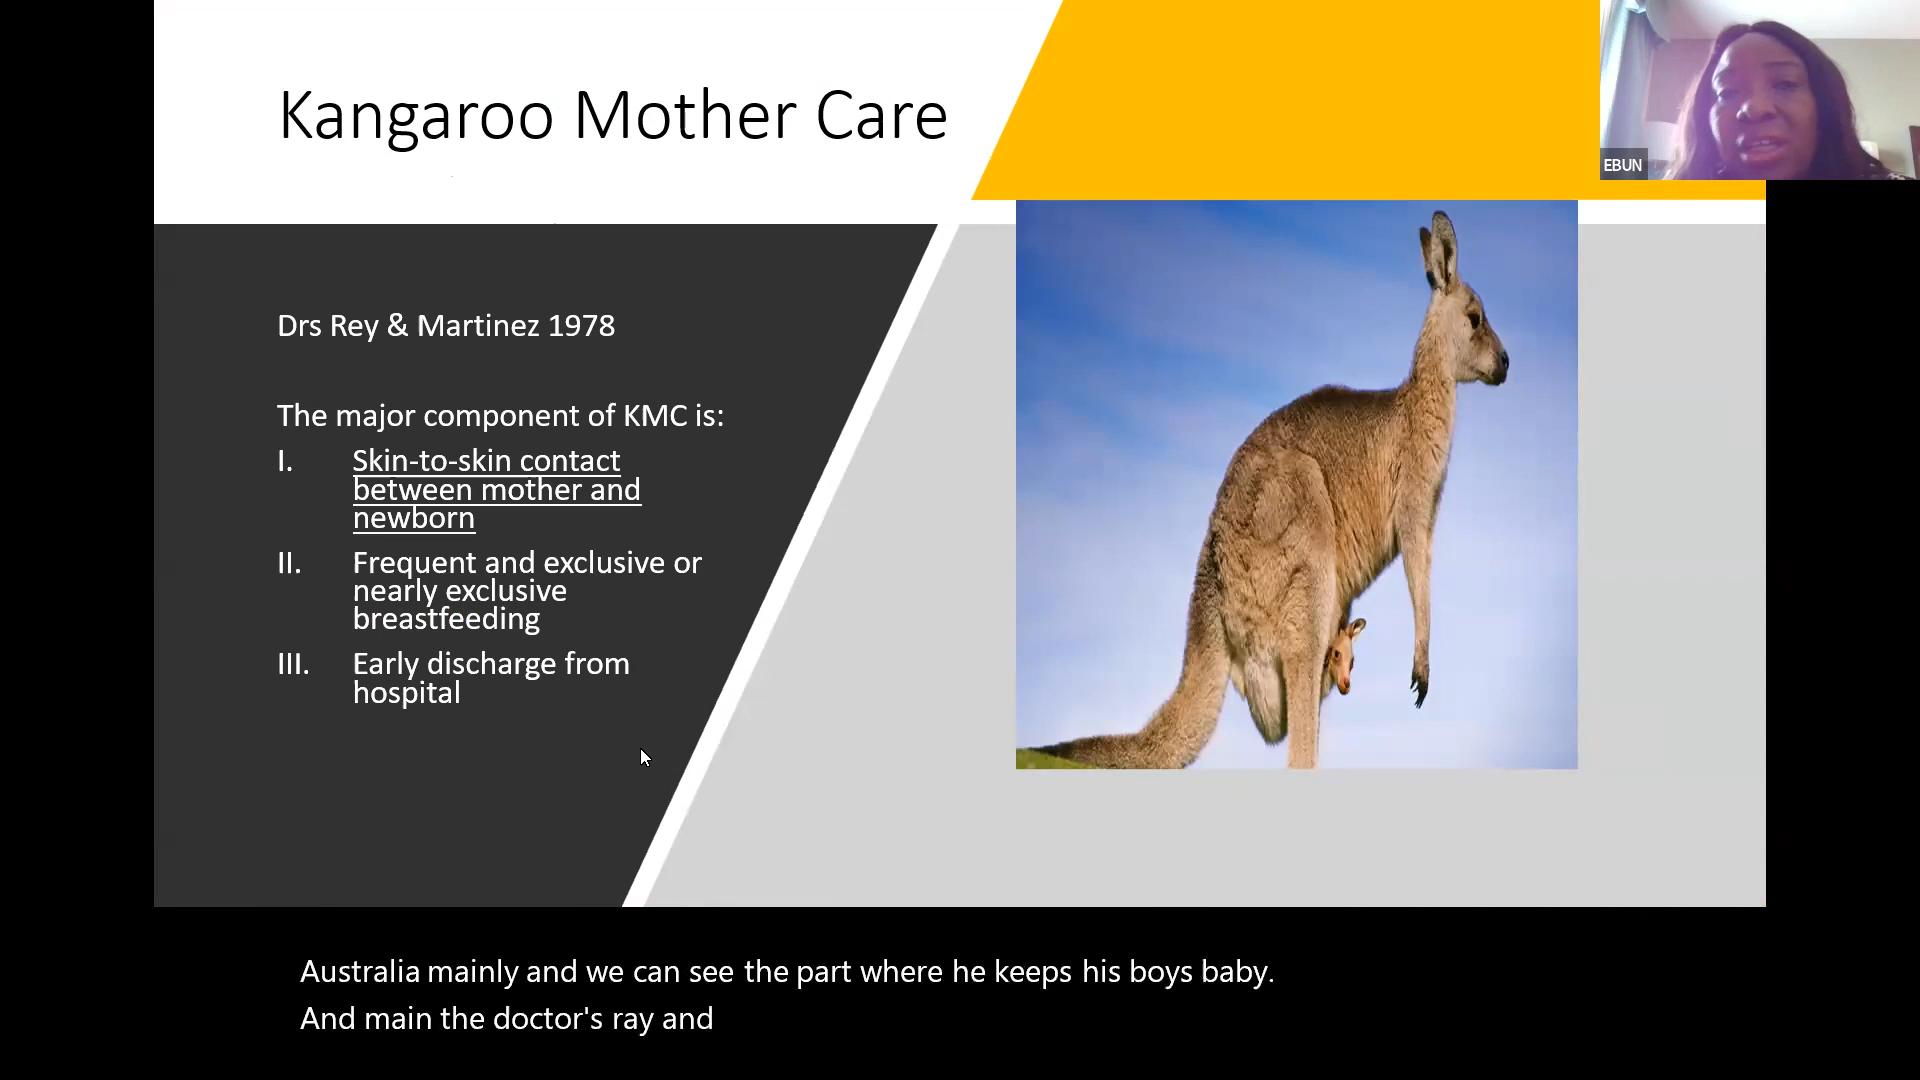 Kangaroo Mother Care
EBUN
Drs Rey & Martinez 1978
The major component of KMC is:
I. Skin-to-skin contact
between mother and
newborn
II. Frequent and exclusive or
nearly exclusive
breastfeeding
III. Early discharge from
hospital
Australia mainly and we can see the part where he keeps his boys baby.
And main the doctor's ray and